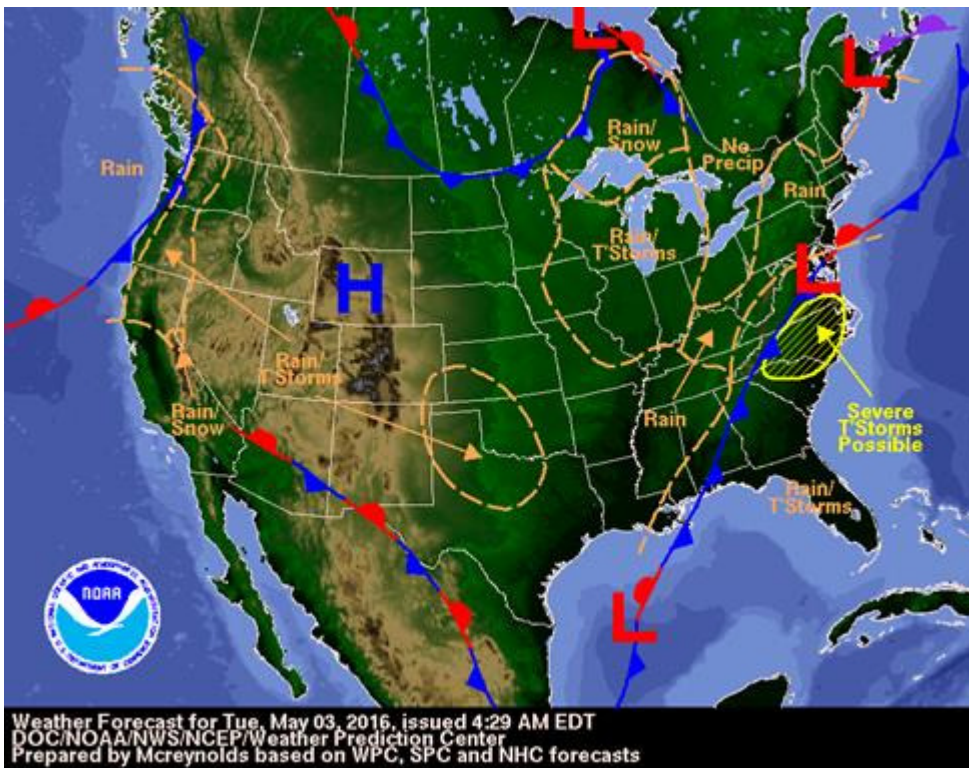 L
L
Rain/
Snow
No
Precip
Rain
Rain
Rain/
T'Storms
L
H
Rain/
T'Storms
Rain/
Snow
Rain
Severe
T'Storms
Possible
Rain/
T'Storms
NOAA
L
Weather Forecast for Tue, May 03, 2016, issued 4:29 AM EDT
DOC/NOAA/NWS/NCEP/Weather Prediction Center
Prepared by Mcreynolds based on WPC, SPC and NHC forecasts